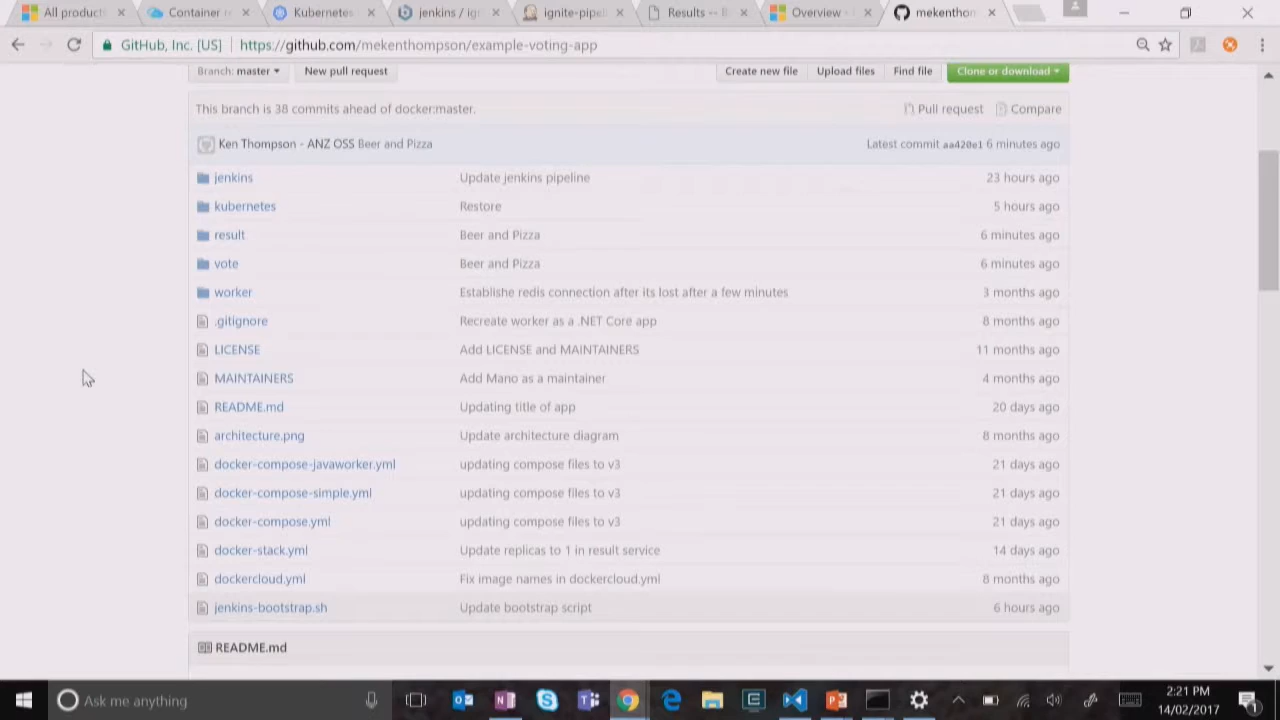 All product
Container r
Kubernetes
jenkins /
ignite-pipel
Results --
Overview -
mekenthom
GitHub, Inc. [US]
https://github.com/mekenthompson/example-voting-app
Branch: master
New pull request
Create new file
Upload files
Find file
Clone or download
This branch is 38 commits ahead of docker:master.
Pull request
Compare
Ken Thompson - ANZ OSS Beer and Pizza
Latest commit aa420e1 6 minutes ago
jenkins Update jenkins pipeline 23 hours ago
kubernetes Restore 5 hours ago
result Beer and Pizza 6 minutes ago
vote Beer and Pizza 6 minutes ago
worker Establishe redis connection after its lost after a few minutes 3 months ago
.gitignore Recreate worker as a .NET Core app 8 months ago
LICENSE Add LICENSE and MAINTAINERS 11 months ago
MAINTAINERS Add Mano as a maintainer 4 months ago
README.md Updating title of app 20 days ago
architecture.png Update architecture diagram 8 months ago
docker-compose-javaworker.yml updating compose files to v3 21 days ago
docker-compose-simple.yml updating compose files to v3 21 days ago
docker-compose.yml updating compose files to v3 21 days ago
docker-stack.yml Update replicas to 1 in result service 14 days ago
dockercloud.yml Fix image names in dockercloud.yml 8 months ago
jenkins-bootstrap.sh Update bootstrap script 6 hours ago
README.md
Ask me anything
2:21 PM
14/02/2017